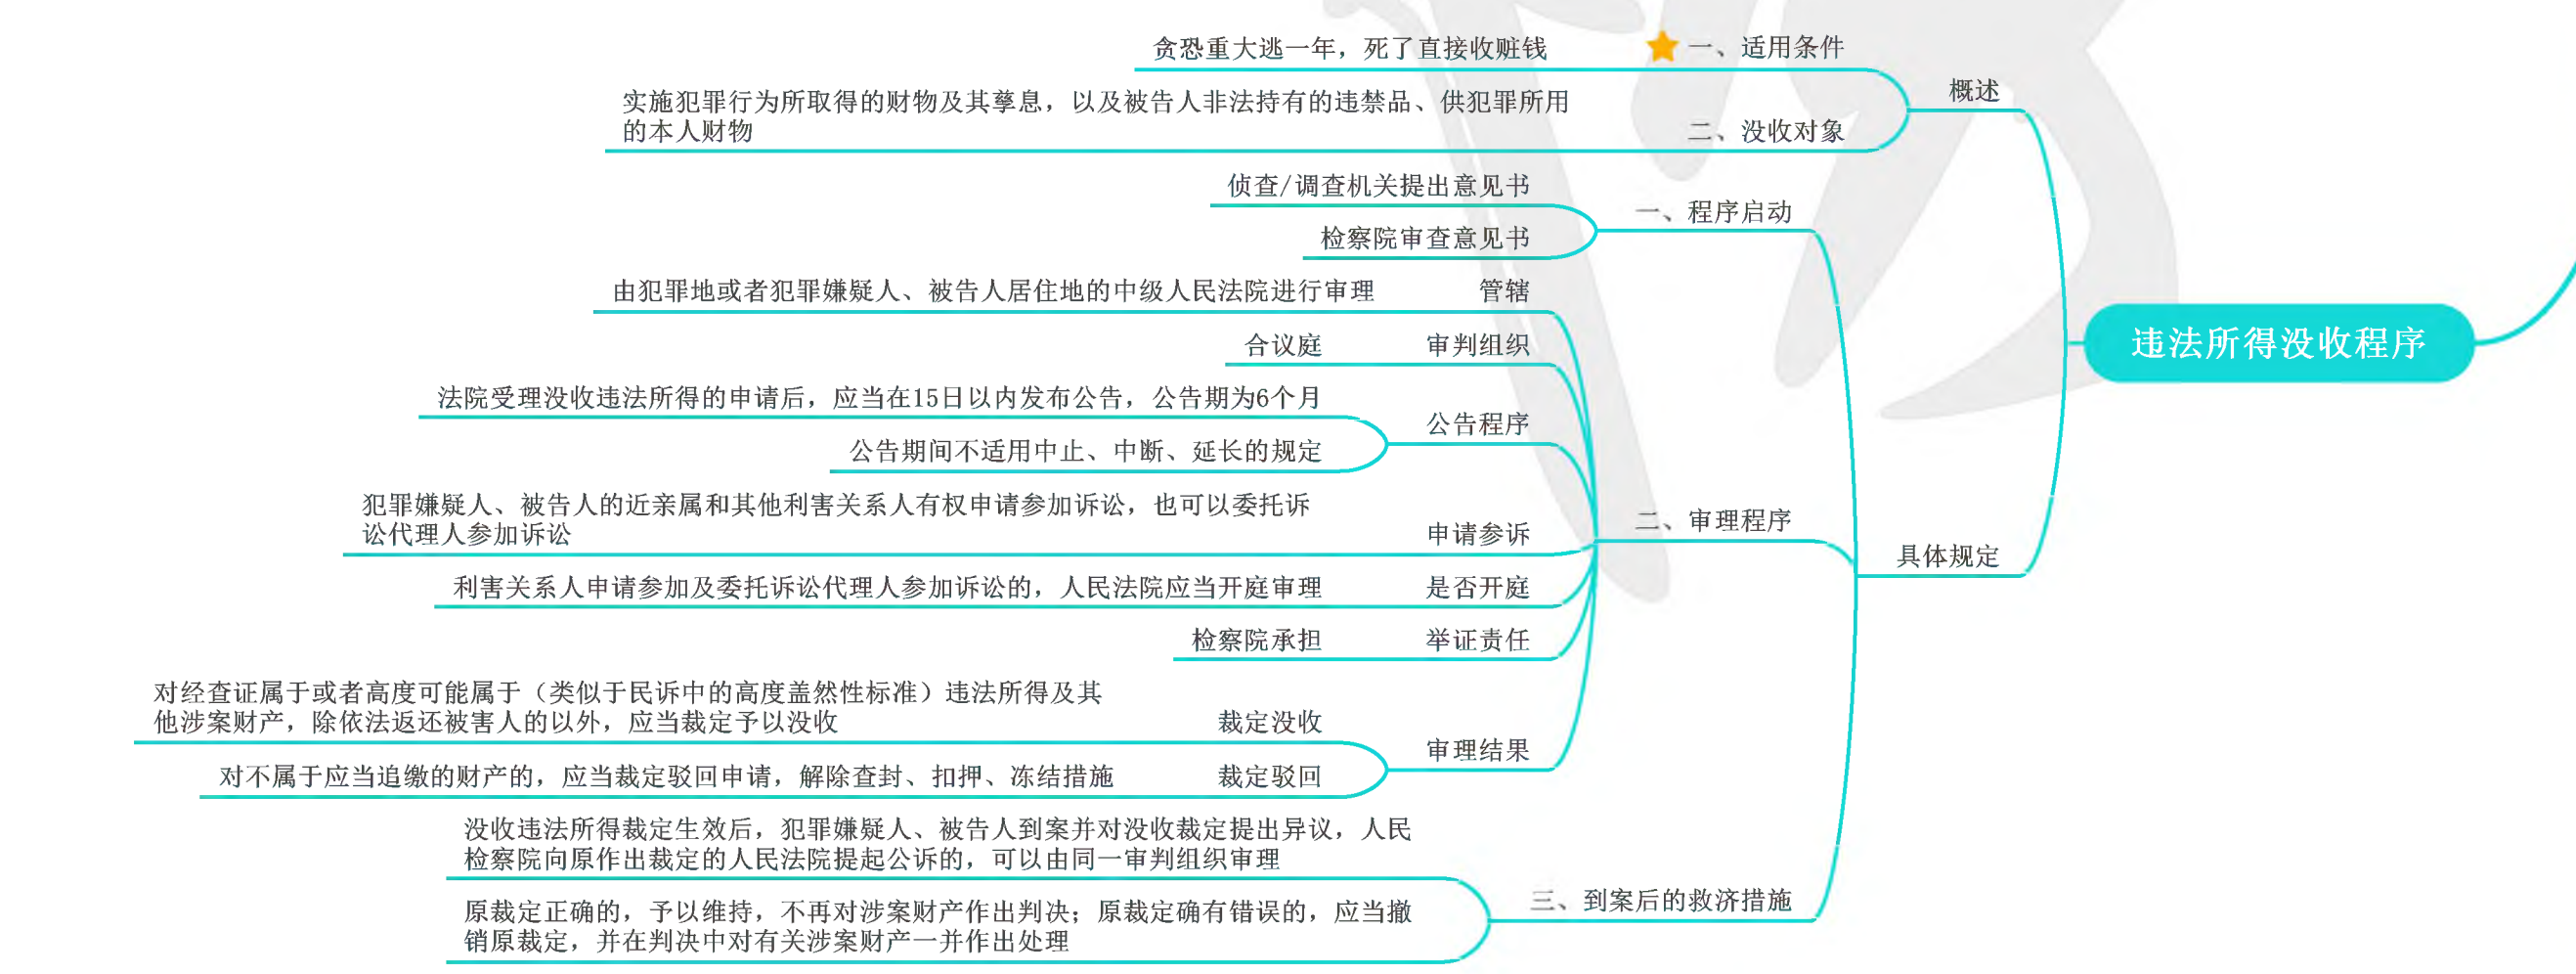 违法所得没收程序
概述
一、适用条件
贪恐重大逃一年，死了直接收赃钱
二、没收对象
实施犯罪行为所取得的财物及其孳息，以及被告人非法持有的违禁品、供犯罪所用
的本人财物
具体规定
一、程序启动
侦查/调查机关提出意见书
检察院审查意见书
二、审理程序
管辖
由犯罪地或者犯罪嫌疑人、被告人居住地的中级人民法院进行审理
审判组织
合议庭
公告程序
法院受理没收违法所得的申请后，应当在15日以内发布公告，公告期为6个月
公告期间不适用中止、中断、延长的规定
申请参诉
犯罪嫌疑人、被告人的近亲属和其他利害关系人有权申请参加诉讼，也可以委托诉
讼代理人参加诉讼
是否开庭
利害关系人申请参加及委托诉讼代理人参加诉讼的，人民法院应当开庭审理
举证责任
检察院承担
审理结果
裁定没收
对经查证属于或者高度可能属于（类似于民诉中的高度盖然性标准）违法所得及其
他涉案财产，除依法返还被害人的以外，应当裁定予以没收
裁定驳回
对不属于应当追缴的财产的，应当裁定驳回申请，解除查封、扣押、冻结措施
三、到案后的救济措施
没收违法所得裁定生效后，犯罪嫌疑人、被告人到案并对没收裁定提出异议，人民
检察院向原作出裁定的人民法院提起公诉的，可以由同一审判组织审理
原裁定正确的，予以维持，不再对涉案财产作出判决；原裁定确有错误的，应当撤
销原裁定，并在判决中对有关涉案财产一并作出处理